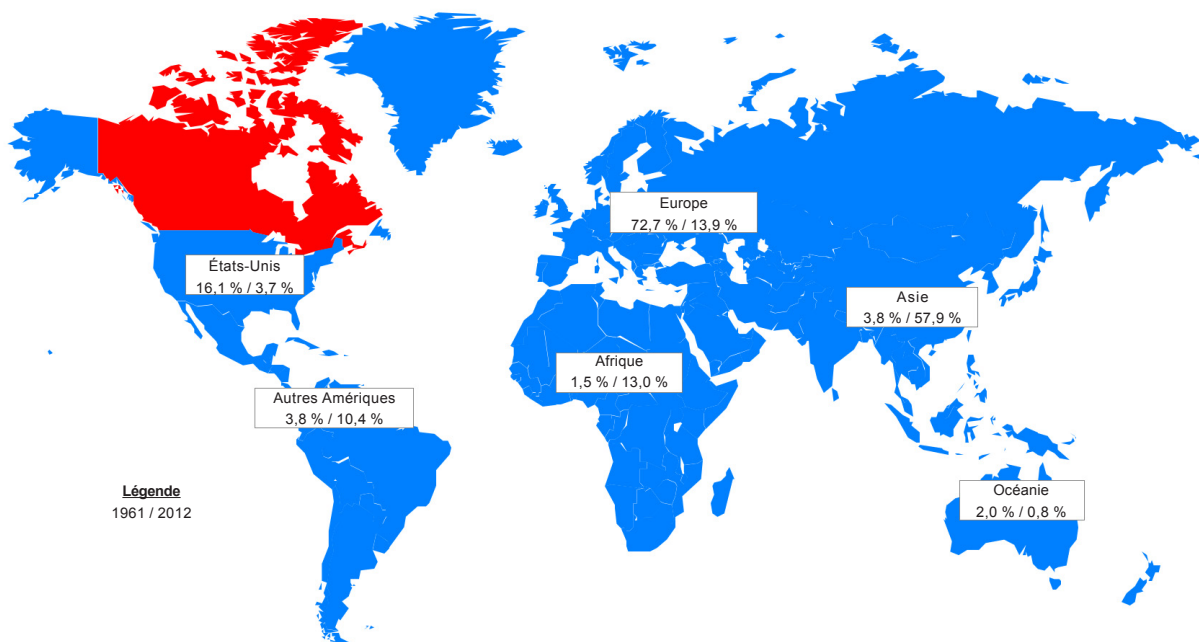 Europe
72,7 % / 13,9 %
États-Unis
16,1 % / 3,7 %
Asie
3,8 % / 57,9 %
Afrique
1,5 % / 13,0 %
Autres Amériques
3,8 % / 10,4 %
Océanie
2,0 % / 0,8 %
Légende
1961 / 2012